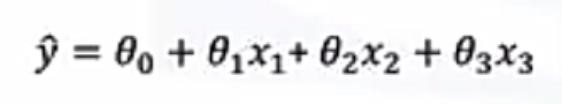 ŷ = θ₀ + θ₁x₁+ θ₂x₂ + θ₃x₃